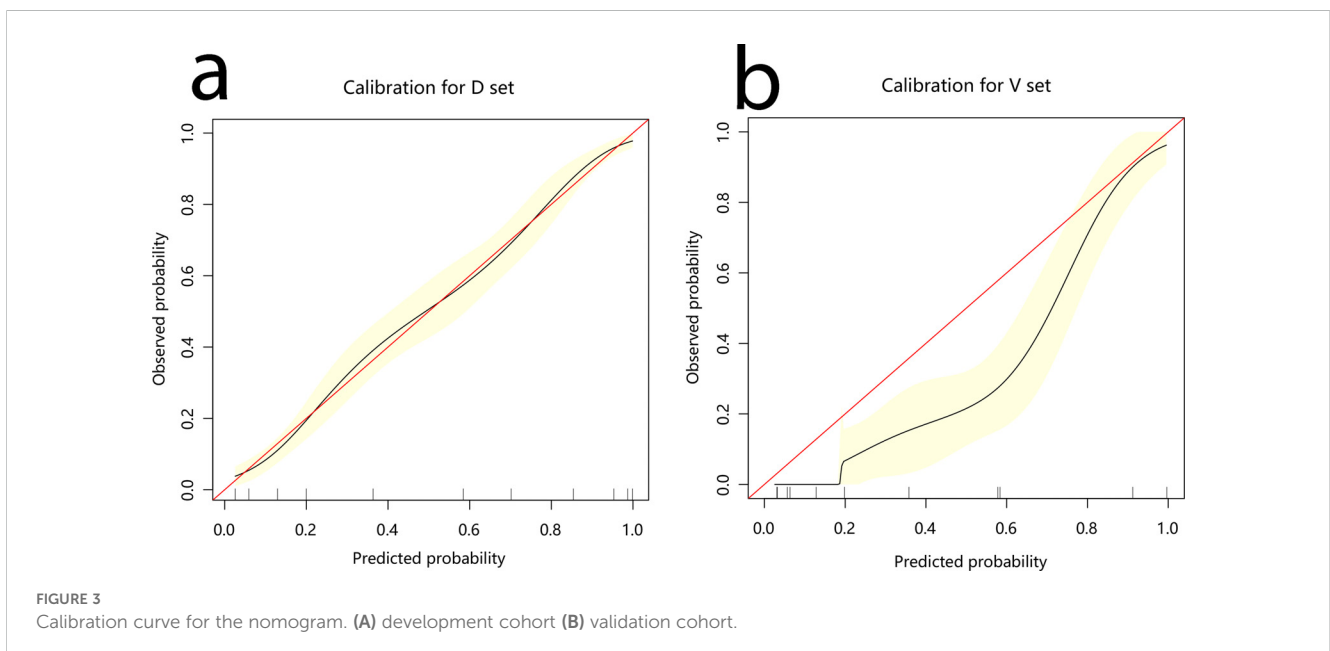 a
Calibration for D set
Observed probability
0.0
0.2
0.4
0.6
0.8
1.0
0.0 0.2 0.4 0.6 0.8 1.0
Predicted probability
b
Calibration for V set
Observed probability
0.0
0.2
0.4
0.6
0.8
1.0
0.0 0.2 0.4 0.6 0.8 1.0
Predicted probability
FIGURE 3
Calibration curve for the nomogram. (A) development cohort (B) validation cohort.